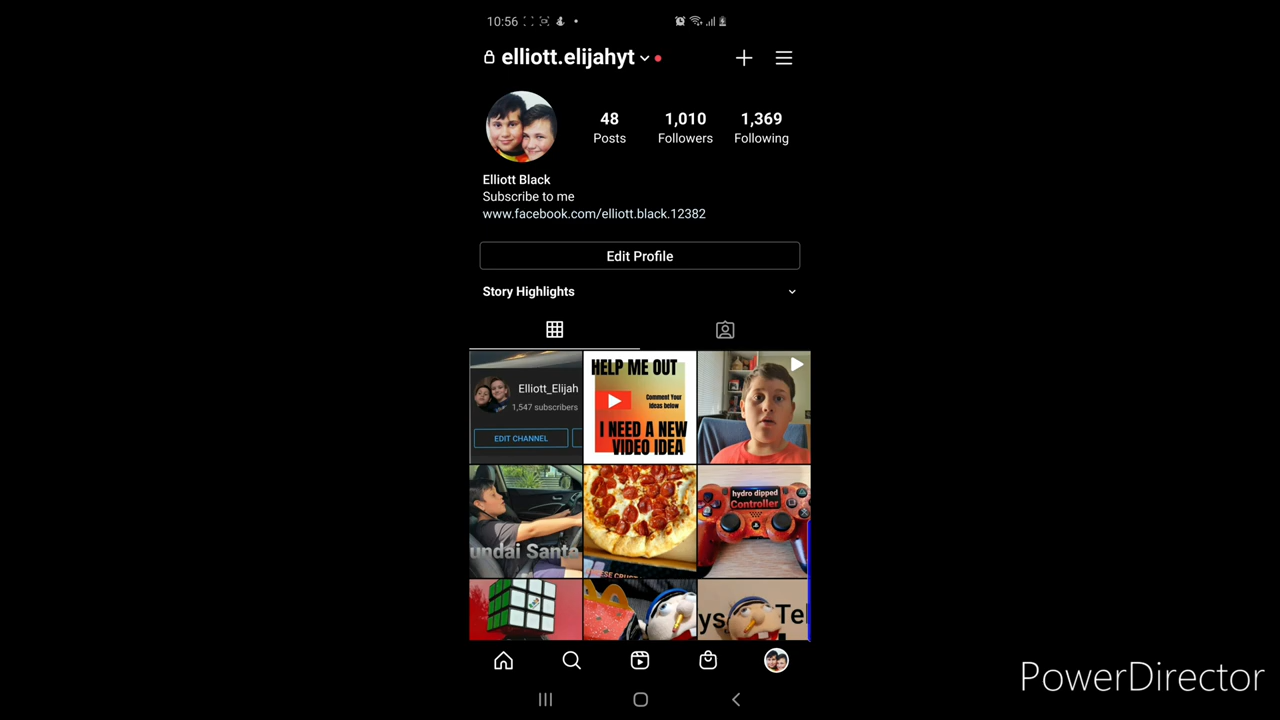 10:56
elliott.elijahyt
48
1,010
1,369
Posts
Followers
Following
Elliott Black
Subscribe to me
www.facebook.com/elliott.black.12382
Edit Profile
Story Highlights
Elliott_Elijah
1,547 subscribers
EDIT CHANNEL
HELP ME OUT
Comment Your
Ideas below
I NEED A NEW
VIDEO IDEA
undai Sante
hydro dipped
Controller
ys
Tel
PowerDirector